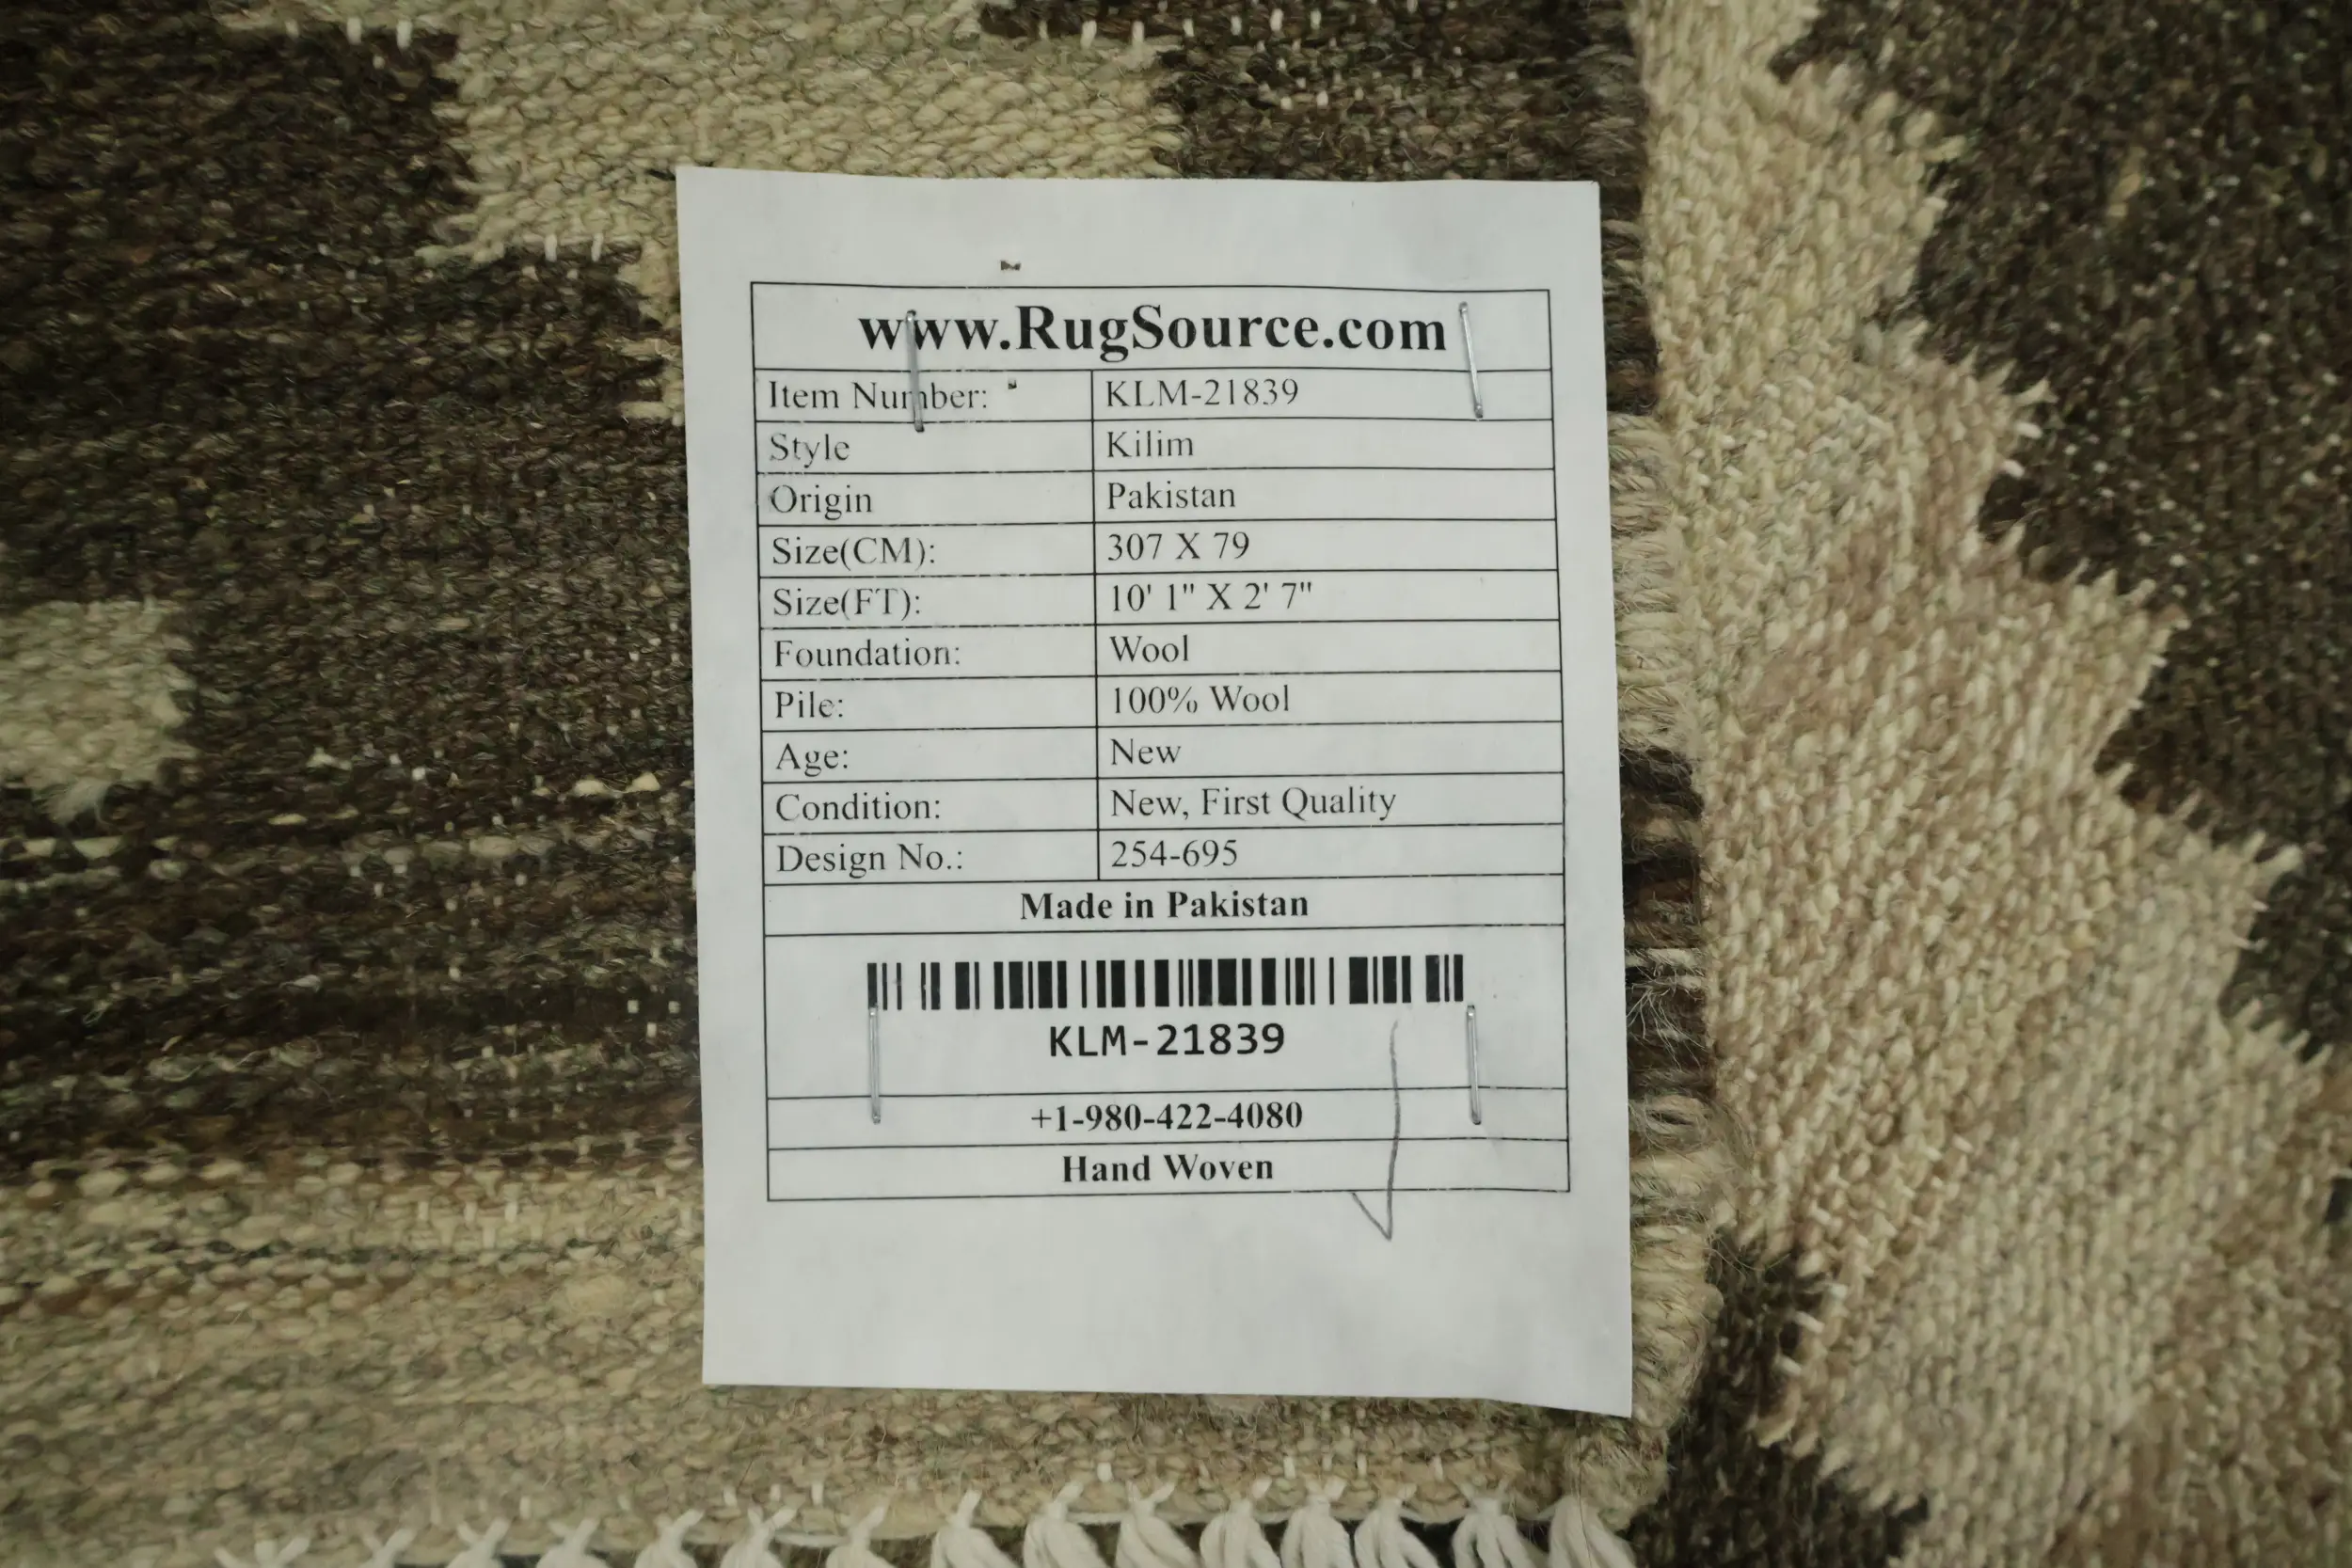 www.RugSource.com
Item Number: KLM-21839
Style Kilim
Origin Pakistan
Size(CM): 307 X 79
Size(FT): 10' 1" X 2' 7"
Foundation: Wool
Pile: 100% Wool
Age: New
Condition: New, First Quality
Design No.: 254-695
Made in Pakistan
KLM-21839
+1-980-422-4080
Hand Woven